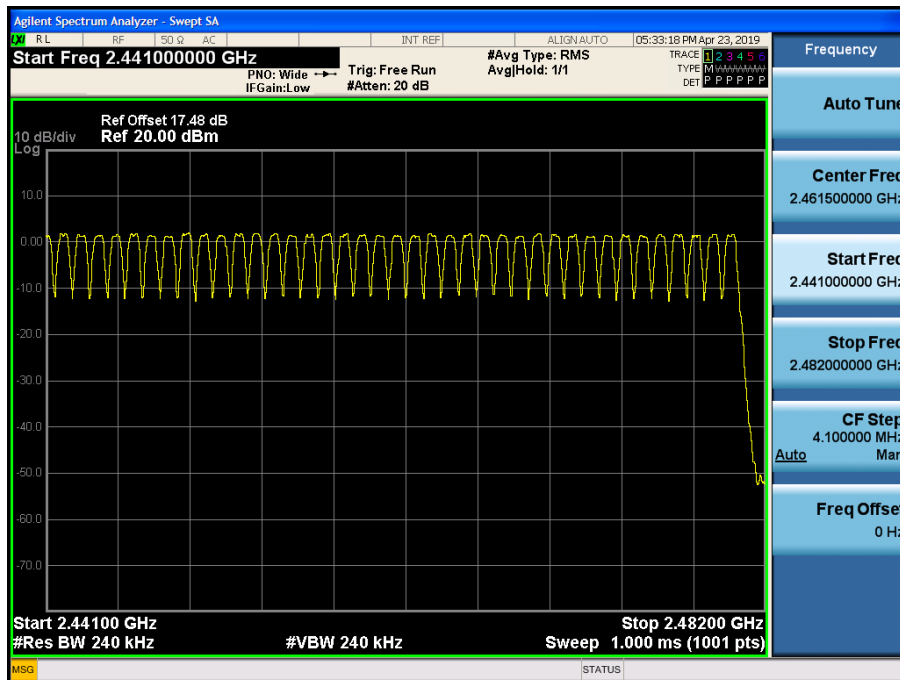 Agilent Spectrum Analyzer - Swept SA
LXI RL RF 50 Ω AC INT REF ALIGNAUTO 05:33:18 PM Apr 23, 2019
Start Freq 2.441000000 GHz
PNO: Wide
IFGain:Low
Trig: Free Run
#Atten: 20 dB
#Avg Type: RMS
Avg|Hold: 1/1
TRACE 1 2 3 4 5 6
TYPE M
DET P P P P P P
Ref Offset 17.48 dB
10 dB/div Ref 20.00 dBm
Log
10.0
0.00
-10.0
-20.0
-30.0
-40.0
-50.0
-60.0
-70.0
Start 2.44100 GHz Stop 2.48200 GHz
#Res BW 240 kHz #VBW 240 kHz Sweep 1.000 ms (1001 pts)
MSG STATUS
Frequency
Auto Tune
Center Freq
2.461500000 GHz
Start Freq
2.441000000 GHz
Stop Freq
2.482000000 GHz
CF Step
4.100000 MHz
Auto Man
Freq Offset
0 Hz